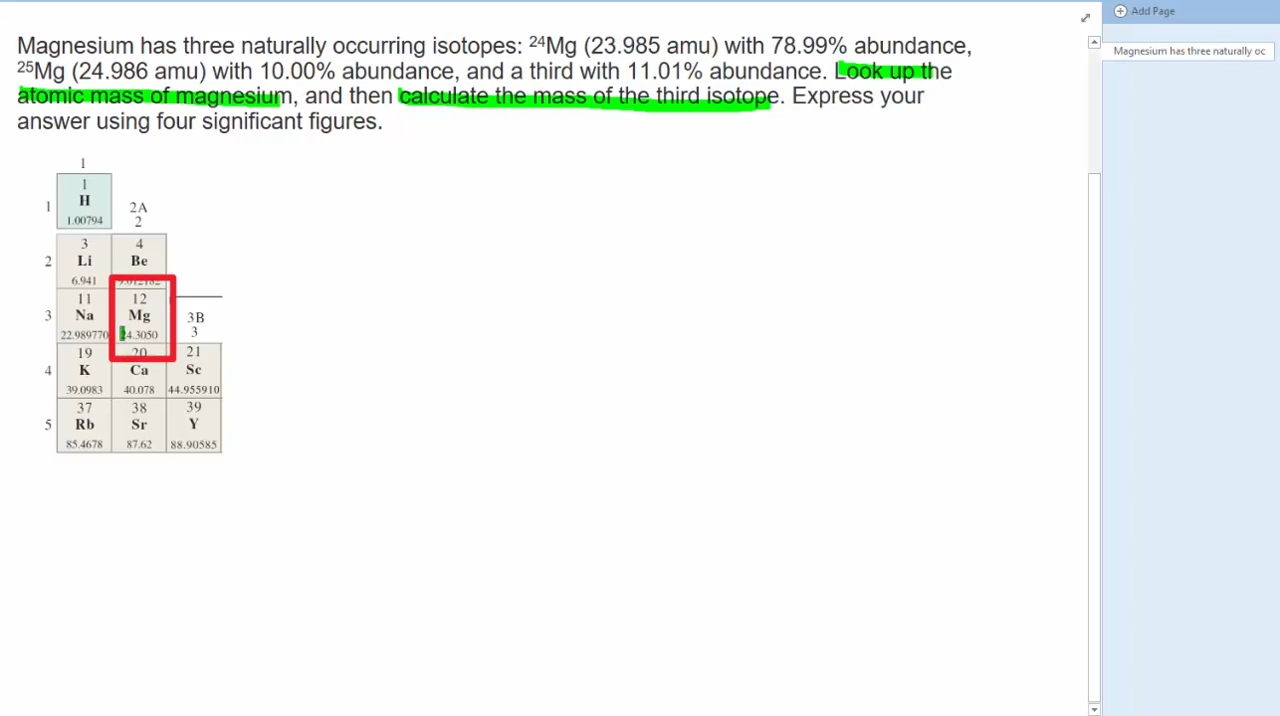 Add Page
Magnesium has three naturally occurring isotopes: ²⁴Mg (23.985 amu) with 78.99% abundance,
Magnesium has three naturally oc
²⁵Mg (24.986 amu) with 10.00% abundance, and a third with 11.01% abundance. Look up the
atomic mass of magnesium, and then calculate the mass of the third isotope. Express your
answer using four significant figures.
1
1
H
1.00794
1
2A
2
3 4
2 Li Be
6.941 9.012182
11 12
3 Na Mg 3B
22.989770 24.3050 3
19 20 21
4 K Ca Sc
39.0983 40.078 44.955910
37 38 39
5 Rb Sr Y
85.4678 87.62 88.90585